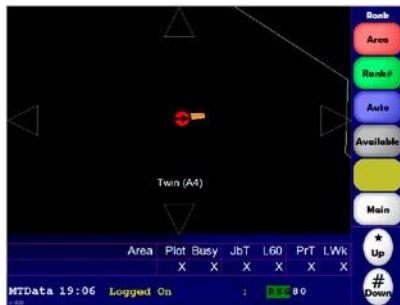 Rank
Area
Rank#
Auto
Available
Twin (A4)
Main
Area Plot Busy JbT L60 PrT LWk
X X X X X X
★
Up
MTData 19:06 Logged On : 80
#
Down